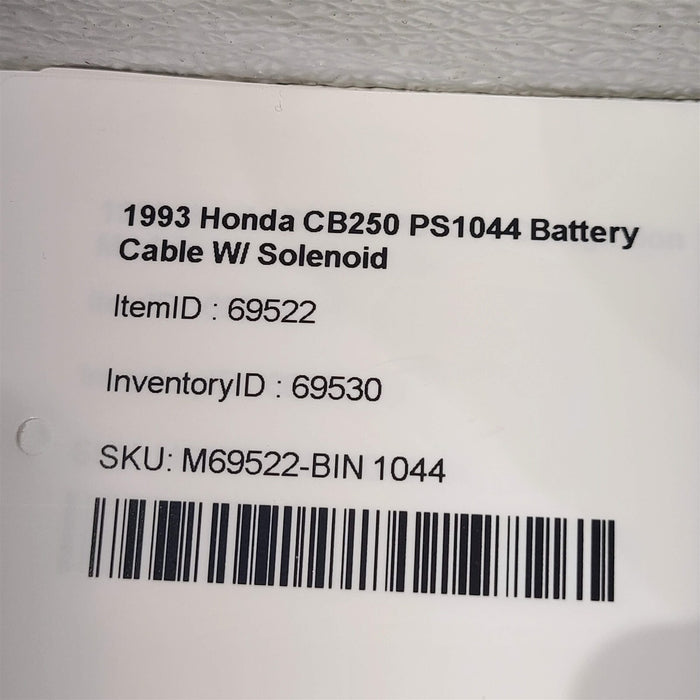 1993 Honda CB250 PS1044 Battery
Cable W/ Solenoid
ItemID : 69522
InventoryID : 69530
SKU: M69522-BIN 1044